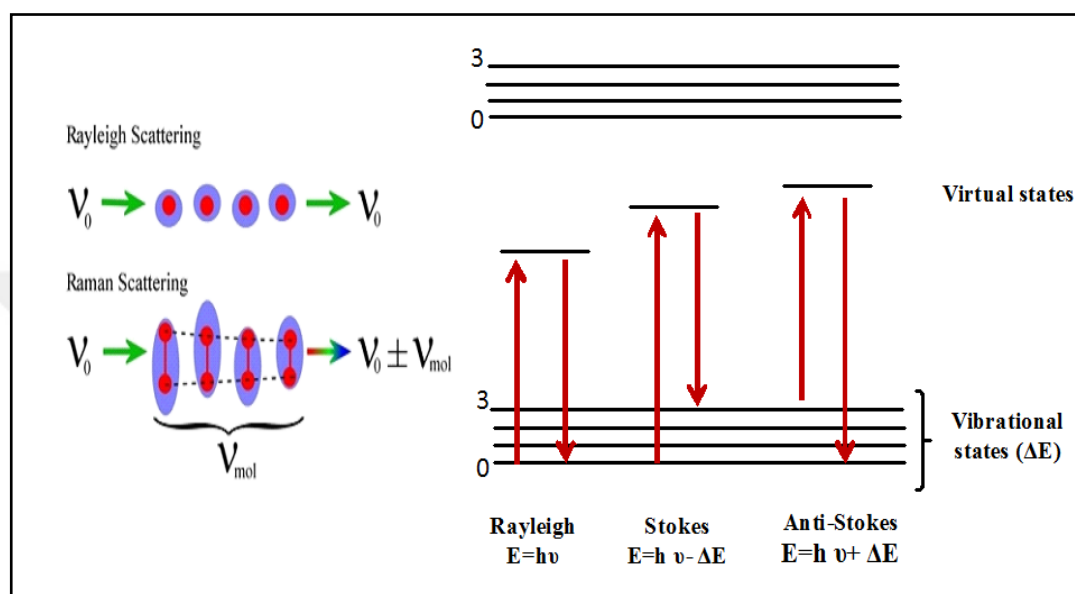 Rayleigh Scattering
V₀
V₀
Raman Scattering
V₀
V₀ ± Vmol
Vmol
3
0
Virtual states
3
0
Vibrational
states (ΔE)
Rayleigh
E=hυ
Stokes
E=h υ- ΔE
Anti-Stokes
E=h υ+ ΔE